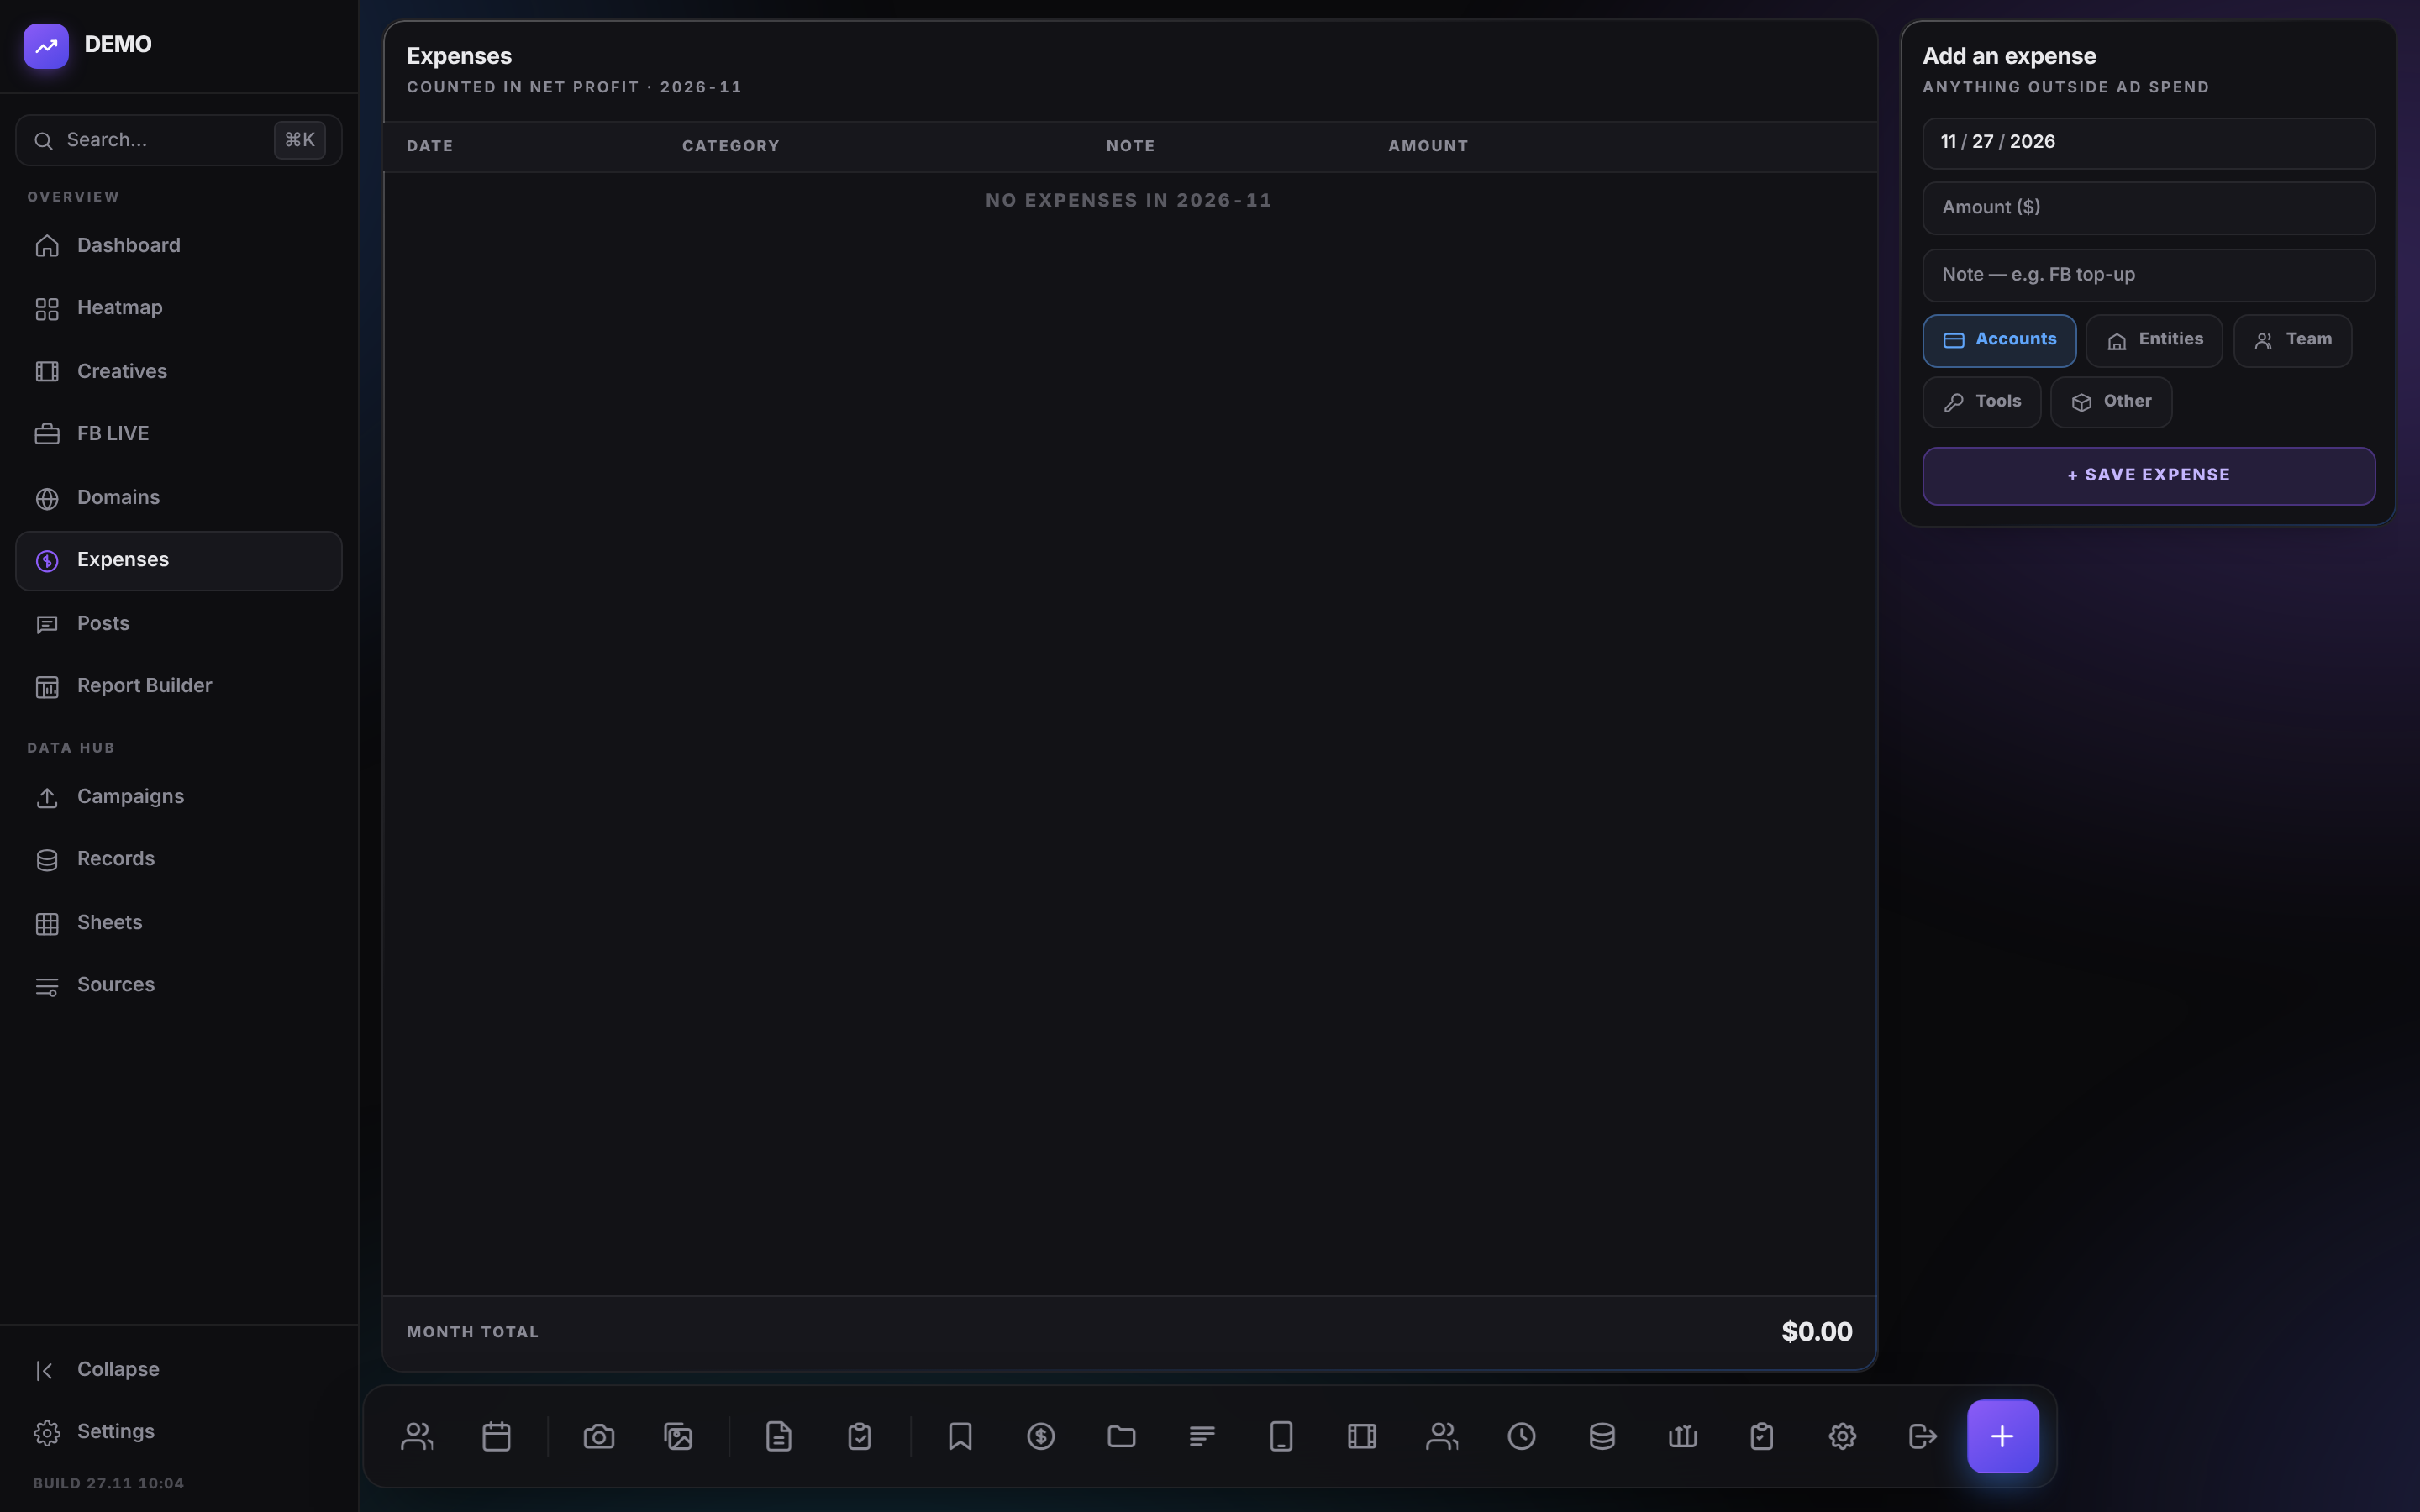 DEMO
Search...
⌘K
OVERVIEW
Dashboard
Heatmap
Creatives
FB LIVE
Domains
Expenses
Posts
Report Builder
DATA HUB
Campaigns
Records
Sheets
Sources
Collapse
Settings
BUILD 27.11 10:04
Expenses
COUNTED IN NET PROFIT · 2026-11
DATE CATEGORY NOTE AMOUNT
NO EXPENSES IN 2026-11
MONTH TOTAL $0.00
Add an expense
ANYTHING OUTSIDE AD SPEND
11 / 27 / 2026
Amount ($)
Note — e.g. FB top-up
Accounts Entities Team
Tools Other
+ SAVE EXPENSE